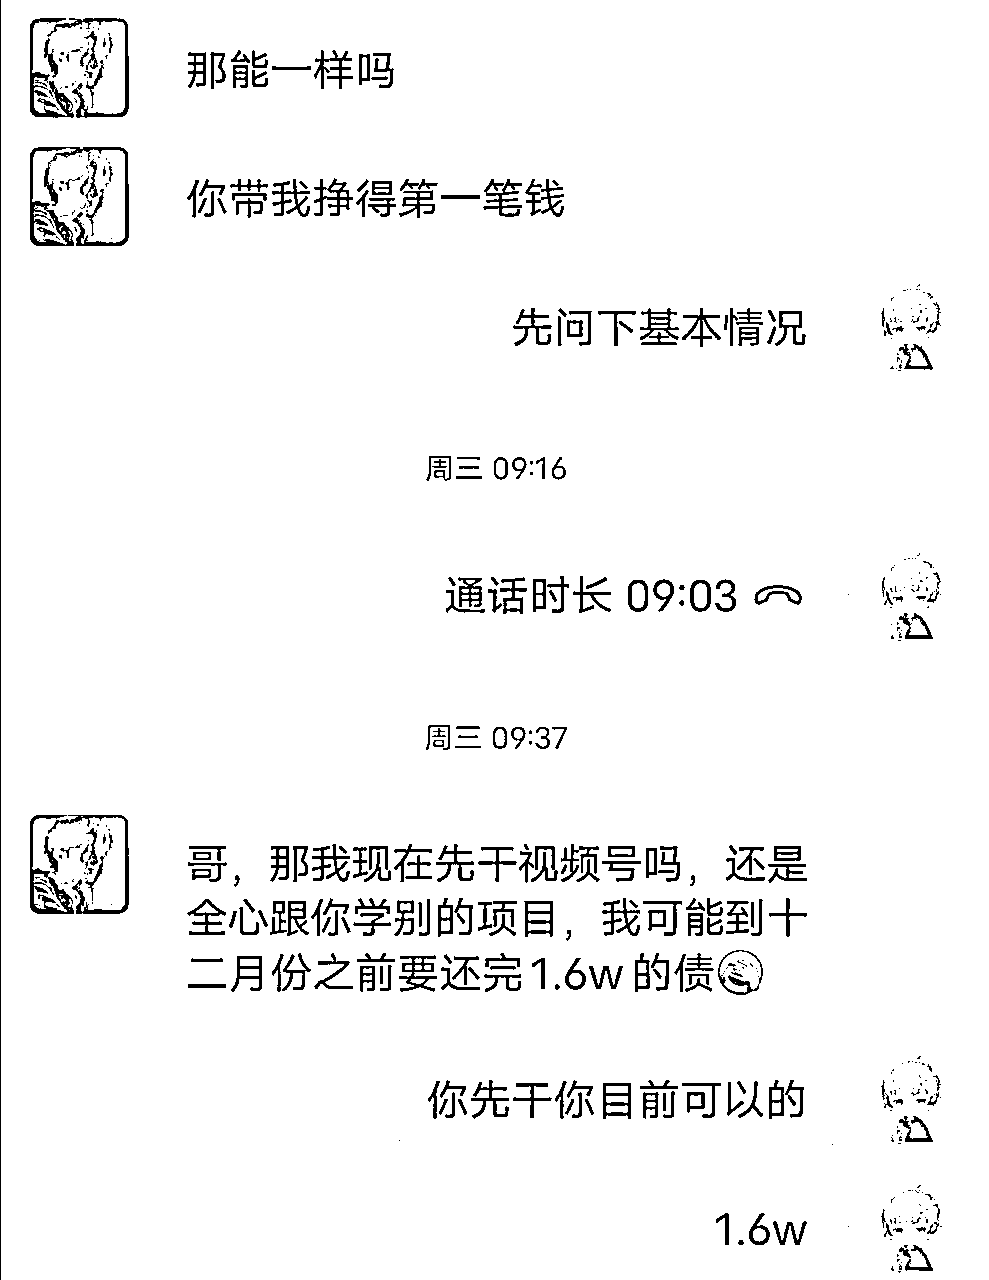 那能一样吗
你带我挣得第一笔钱
先问下基本情况
周三 09:16
通话时长 09:03
周三 09:37
哥，那我现在先干视频号吗，还是
全心跟你学别的项目，我可能到十
二月份之前要还完1.6w的债
你先干你目前可以的
1.6w